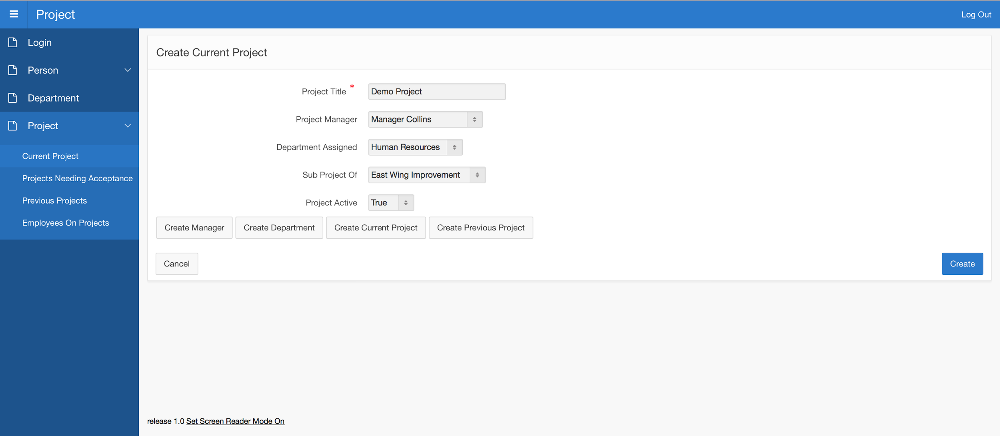 Project
Log Out
Login
Person
Department
Project
Current Project
Projects Needing Acceptance
Previous Projects
Employees On Projects
Create Current Project
Project Title * Demo Project
Project Manager Manager Collins
Department Assigned Human Resources
Sub Project Of East Wing Improvement
Project Active True
Create Manager Create Department Create Current Project Create Previous Project
Cancel Create
release 1.0 Set Screen Reader Mode On